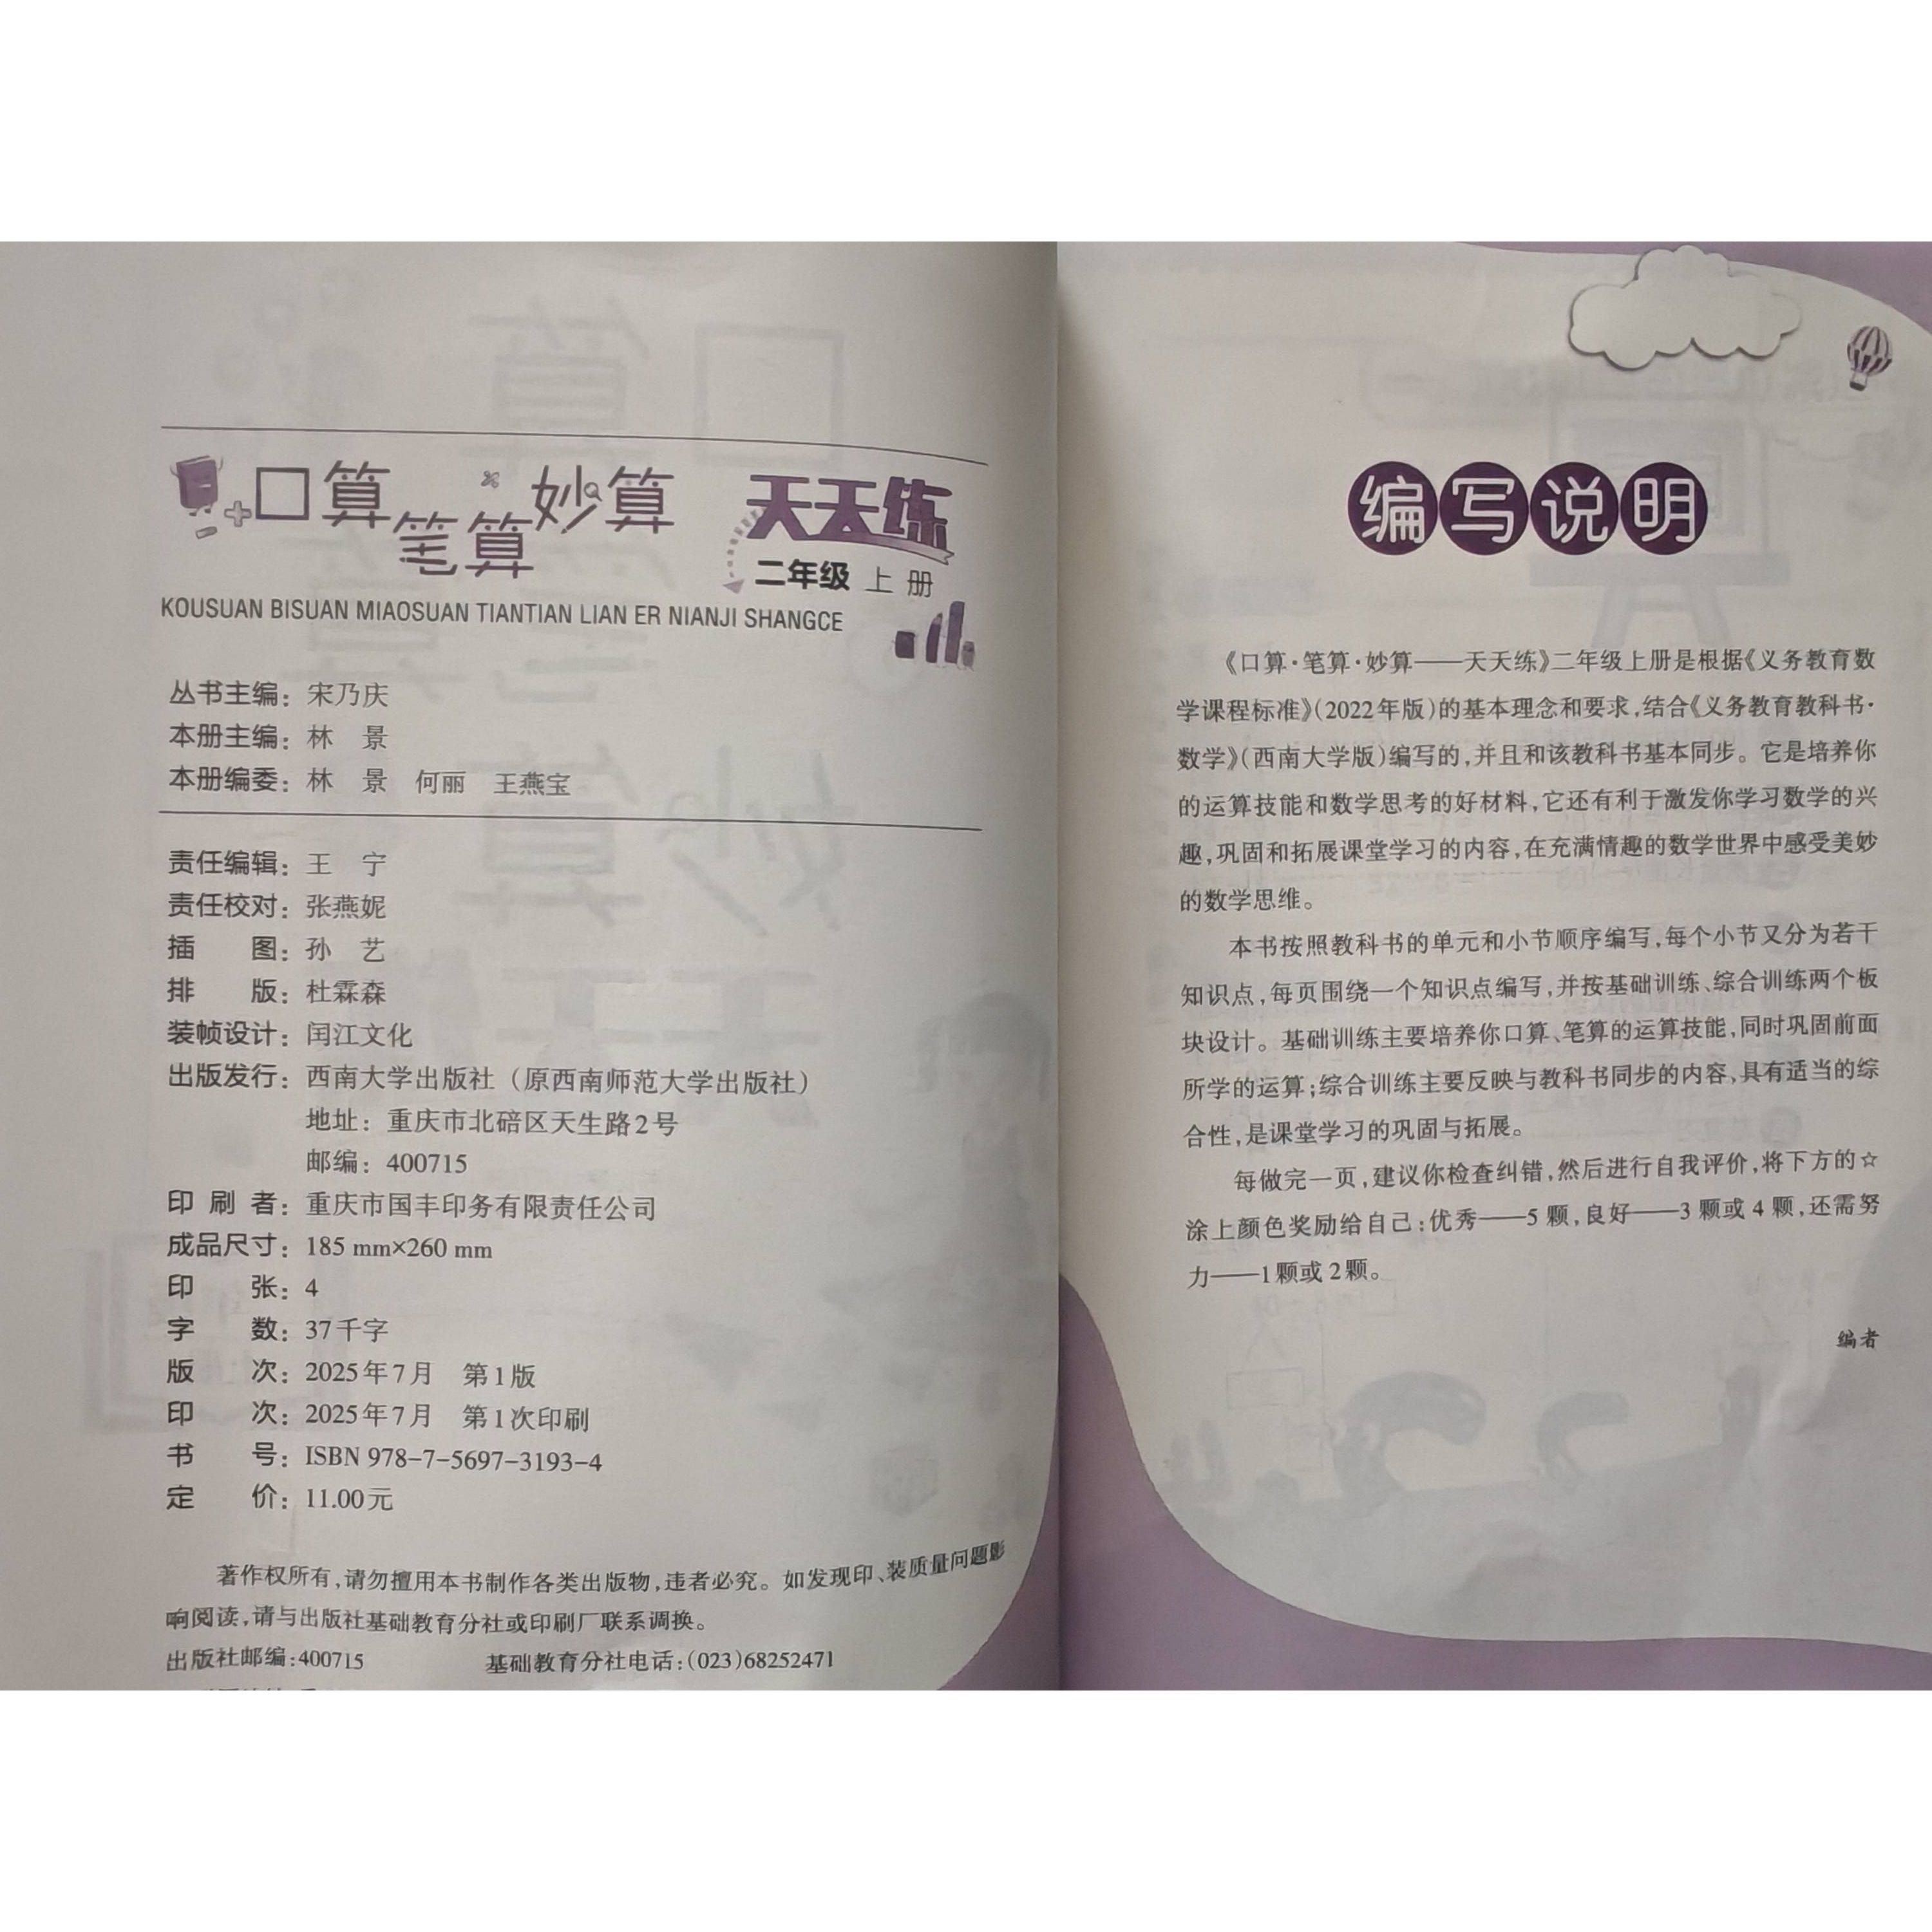 口算 笔算 妙算 天天练
二年级 上册
KOUSUAN BISUAN MIAOSUAN TIANTIAN LIAN ER NIANJI SHANGCE
丛书主编：宋乃庆
本册主编：林　景
本册编委：林　景　何丽　王燕宝
责任编辑：王　宁
责任校对：张燕妮
插　　图：孙　艺
排　　版：杜霖森
装帧设计：闰江文化
出版发行：西南大学出版社（原西南师范大学出版社）
地址：重庆市北碚区天生路2号
邮编：400715
印 刷 者：重庆市国丰印务有限责任公司
成品尺寸：185 mm×260 mm
印　　张：4
字　　数：37千字
版　　次：2025年7月　第1版
印　　次：2025年7月　第1次印刷
书　　号：ISBN 978-7-5697-3193-4
定　　价：11.00元
著作权所有，请勿擅用本书制作各类出版物，违者必究。如发现印、装质量问题影
响阅读，请与出版社基础教育分社或印刷厂联系调换。
出版社邮编：400715　基础教育分社电话：(023)68252471
编写说明
《口算·笔算·妙算——天天练》二年级上册是根据《义务教育数
学课程标准》(2022年版)的基本理念和要求，结合《义务教育教科书·
数学》(西南大学版)编写的，并且和该教科书基本同步。它是培养你
的运算技能和数学思考的好材料，它还有利于激发你学习数学的兴
趣，巩固和拓展课堂学习的内容，在充满情趣的数学世界中感受美妙
的数学思维。
本书按照教科书的单元和小节顺序编写，每个小节又分为若干
知识点，每页围绕一个知识点编写，并按基础训练、综合训练两个板
块设计。基础训练主要培养你口算、笔算的运算技能，同时巩固前面
所学的运算；综合训练主要反映与教科书同步的内容，具有适当的综
合性，是课堂学习的巩固与拓展。
每做完一页，建议你检查纠错，然后进行自我评价，将下方的☆
涂上颜色奖励给自己：优秀——5 颗，良好——3 颗或 4 颗，还需努
力——1颗或 2颗。
编者